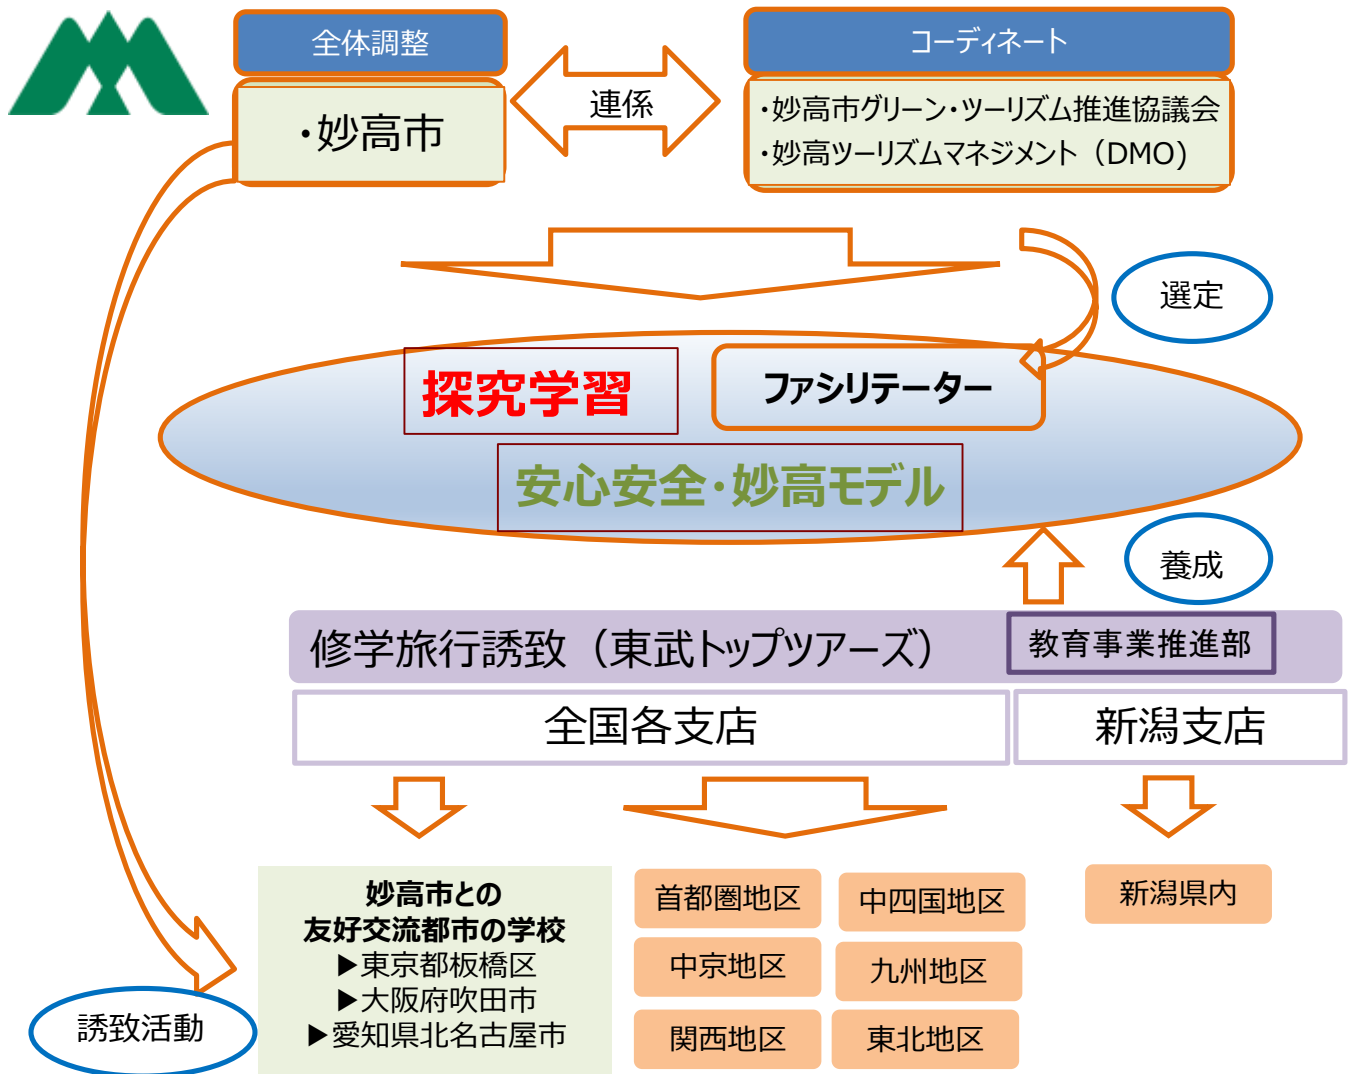 全体調整
コーディネート
・妙高市
連係
・妙高市グリーン・ツーリズム推進協議会
・妙高ツーリズムマネジメント（DMO）
選定
探究学習
ファシリテーター
安心安全・妙高モデル
養成
修学旅行誘致（東武トップツアーズ）
教育事業推進部
全国各支店
新潟支店
妙高市との
友好交流都市の学校
▶東京都板橋区
▶大阪府吹田市
▶愛知県北名古屋市
首都圏地区
中四国地区
新潟県内
中京地区
九州地区
関西地区
東北地区
誘致活動